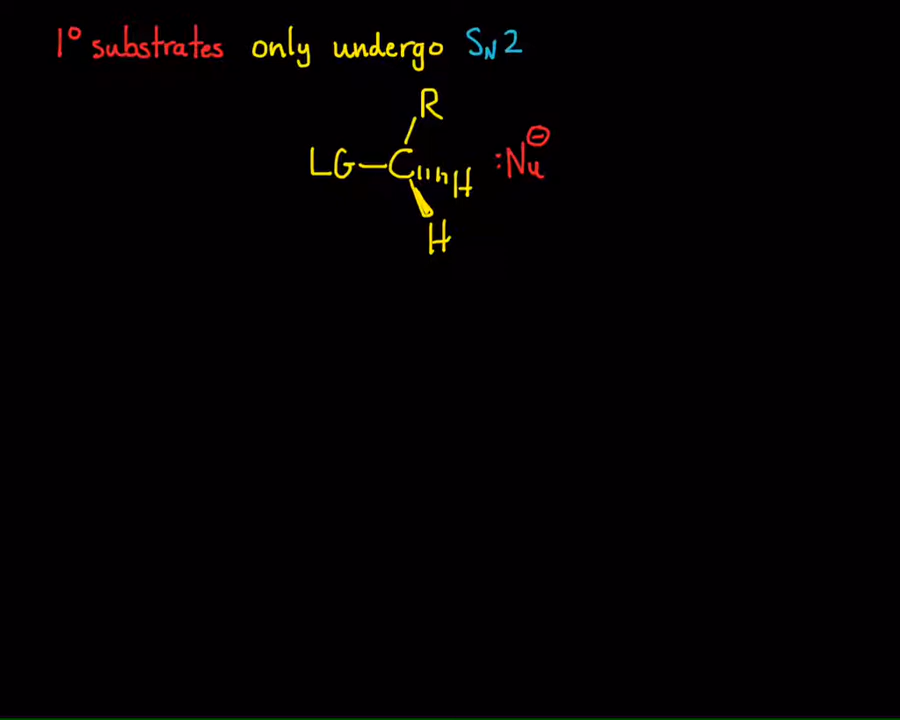 1° substrates only undergo SN2
R
LG—C H :Nu⊖
H